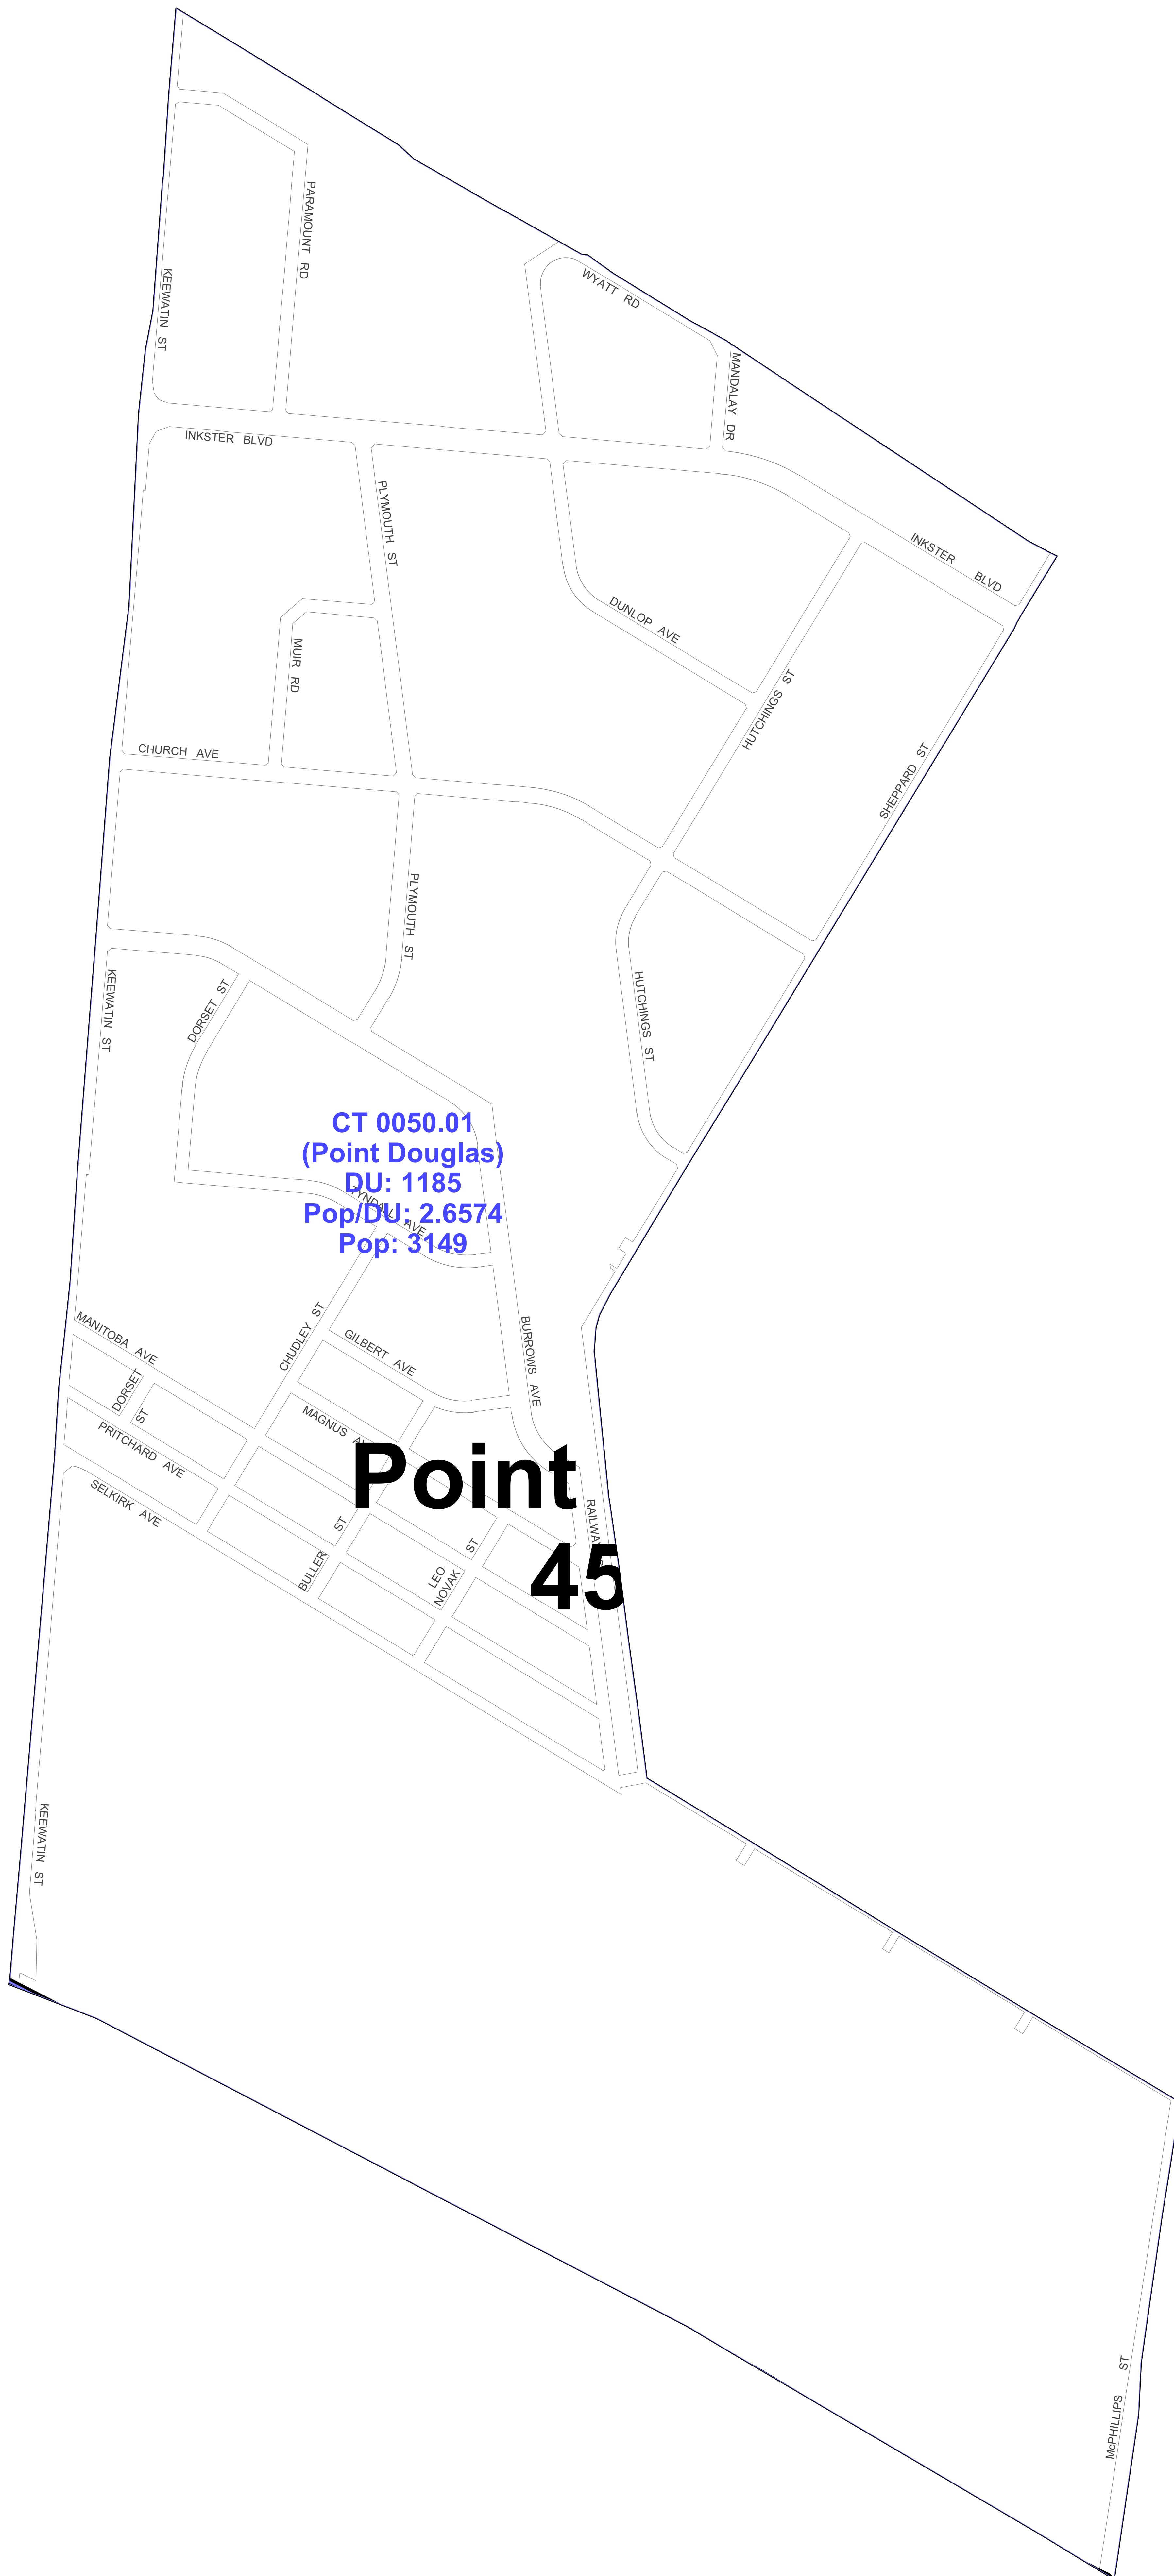 PARAMOUNT RD
KEEWATIN ST
WYATT RD
MANDALAY DR
INKSTER BLVD
PLYMOUTH ST
INKSTER BLVD
DUNLOP AVE
MUIR RD
HUTCHINGS ST
CHURCH AVE
SHEPPARD ST
PLYMOUTH ST
KEEWATIN ST
DORSET ST
HUTCHINGS ST
CT 0050.01
(Point Douglas)
DU: 1185
TYNDALL AVE
Pop/DU: 2.6574
Pop: 3149
CHUDLEY ST
MANITOBA AVE
GILBERT AVE
BURROWS AVE
DORSET ST
MAGNUS
PRITCHARD AVE
Point
SELKIRK AVE
BULLER ST
LEO NOVAK ST
45
KEEWATIN ST
McPHILLIPS ST